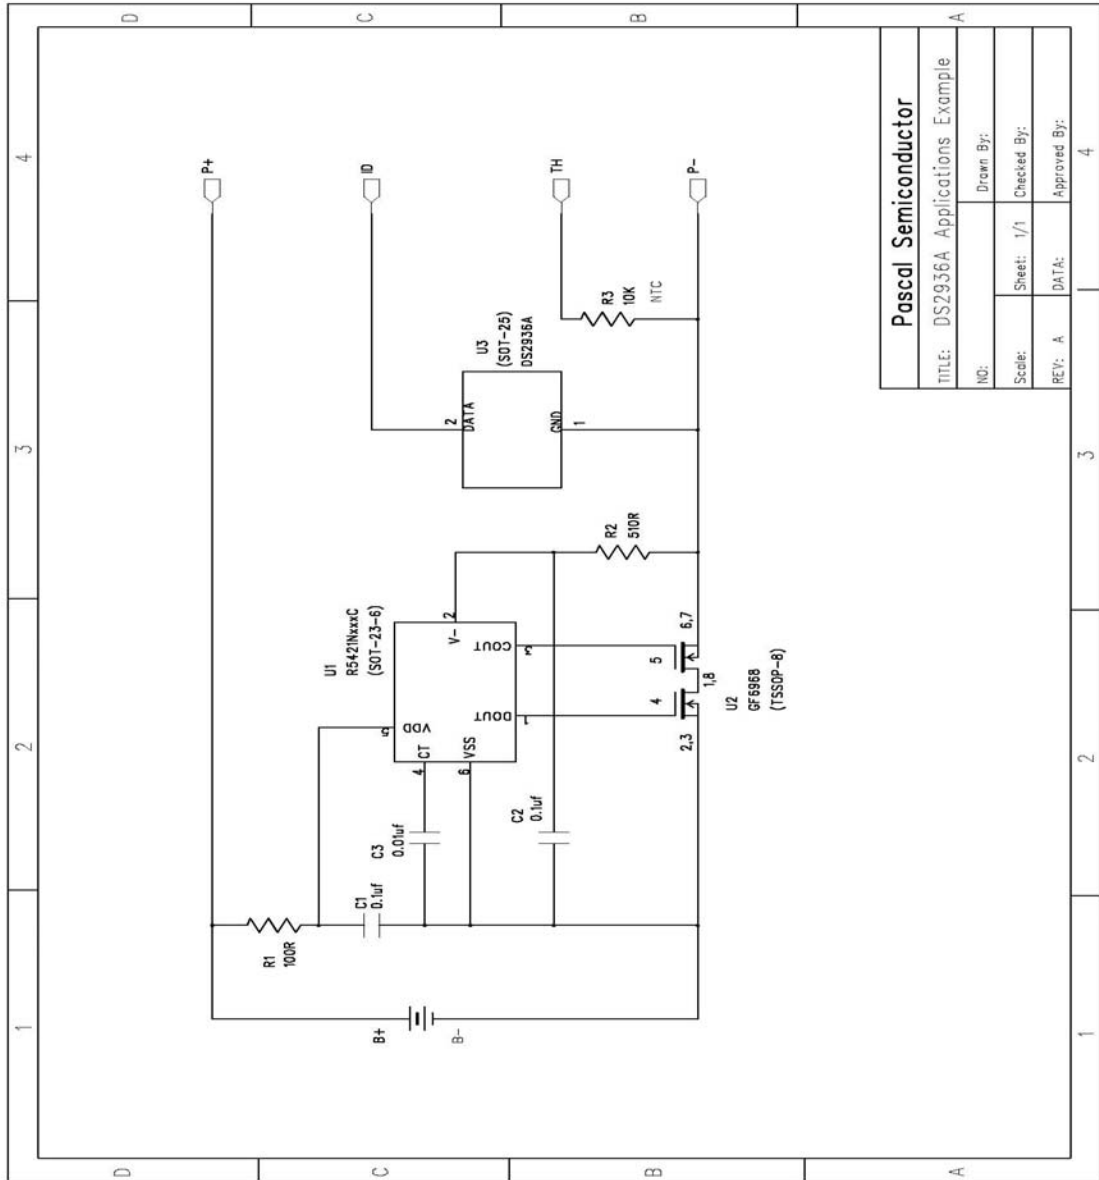 1
2
3
4
D
C
B
A
P+
ID
TH
P-
B+
B-
R1
100R
C1
0.1uf
C3
0.01uf
C2
0.1uf
U1
R5421NxxxC
(SOT-23-6)
5
VDD
4
CT
6
VSS
V-
2
DOUT
1
COUT
3
R2
510R
U3
(SOT-25)
DS2936A
2
DATA
GND
1
R3
10K
NTC
4
5
2,3
1,8
6,7
U2
GF6968
(TSSOP-8)
Pascal Semiconductor
TITLE: DS2936A Applications Example
NO: Drawn By:
Scale: Sheet: 1/1 Checked By:
REV: A DATA: Approved By:
D
C
B
A
1
2
3
4